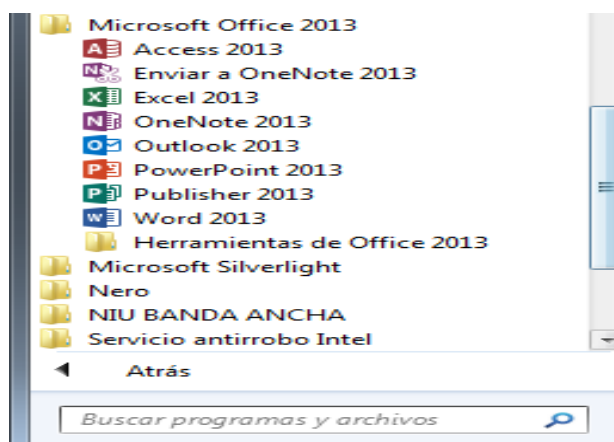 Microsoft Office 2013
Access 2013
Enviar a OneNote 2013
Excel 2013
OneNote 2013
Outlook 2013
PowerPoint 2013
Publisher 2013
Word 2013
Herramientas de Office 2013
Microsoft Silverlight
Nero
NIU BANDA ANCHA
Servicio antirrobo Intel
Atrás
Buscar programas y archivos